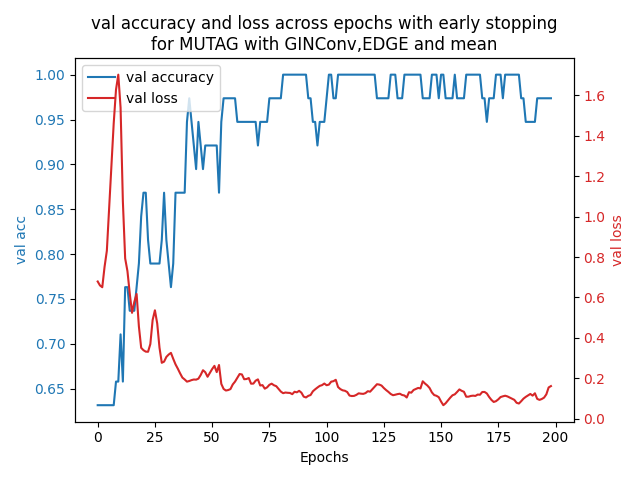 val accuracy and loss across epochs with early stopping
for MUTAG with GINConv,EDGE and mean
val accuracy
val loss
1.00
0.95
0.90
0.85
0.80
0.75
0.70
0.65
val acc
1.6
1.4
1.2
1.0
0.8
0.6
0.4
0.2
0.0
val loss
0 25 50 75 100 125 150 175 200
Epochs